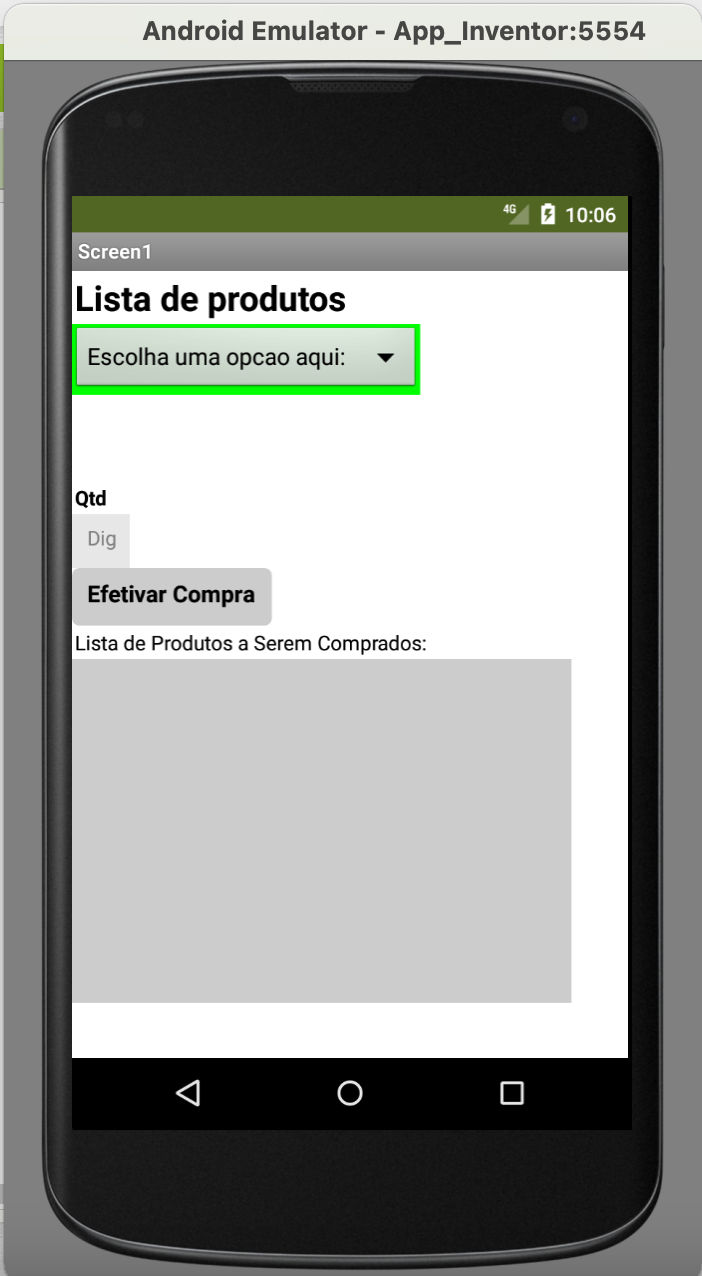 Android Emulator - App_Inventor:5554
4G 10:06
Screen1
Lista de produtos
Escolha uma opcao aqui:
Qtd
Dig
Efetivar Compra
Lista de Produtos a Serem Comprados: